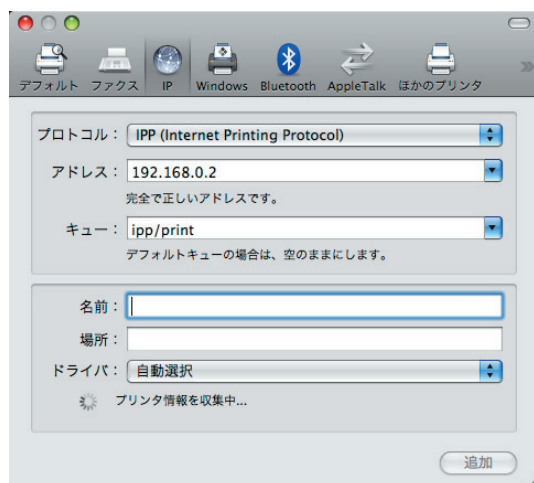 デフォルト ファクス IP Windows Bluetooth AppleTalk ほかのプリンタ
プロトコル： IPP (Internet Printing Protocol)
アドレス： 192.168.0.2
完全で正しいアドレスです。
キュー： ipp/print
デフォルトキューの場合は、空のままにします。
名前：
場所：
ドライバ： 自動選択
プリンタ情報を収集中...
追加